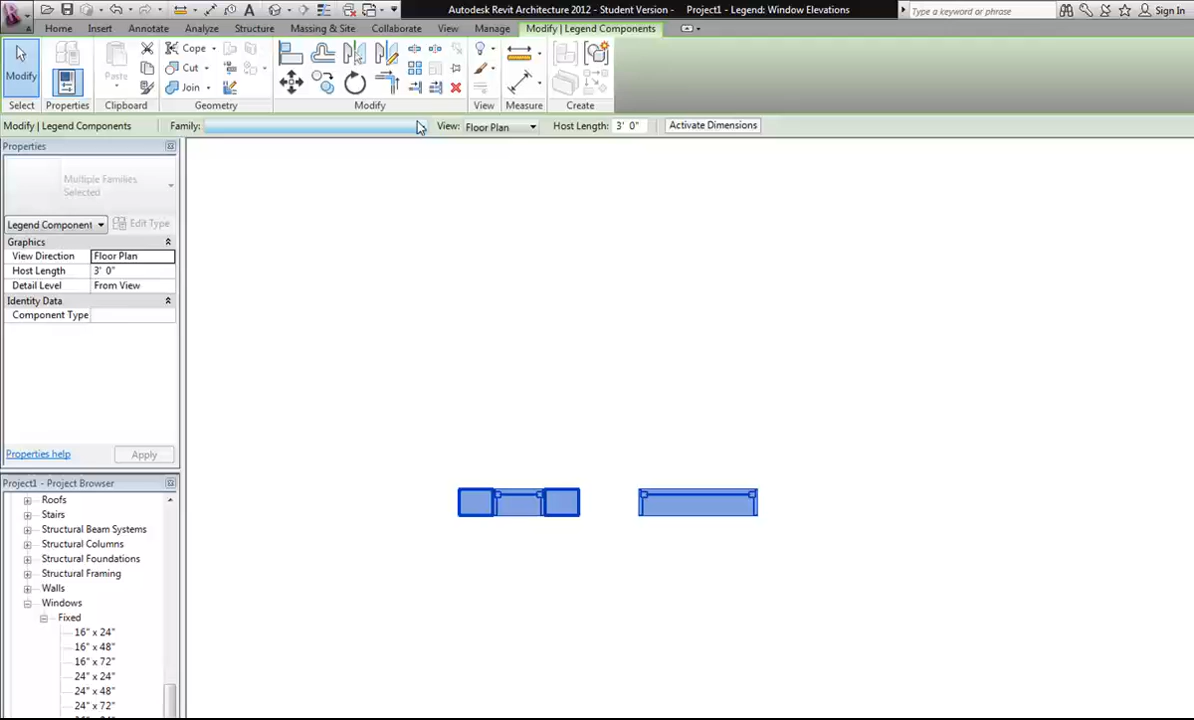 Autodesk Revit Architecture 2012 - Student Version - Project1 - Legend: Window Elevations
Type a keyword or phrase
Sign In
Home Insert Annotate Analyze Structure Massing & Site Collaborate View Manage Modify | Legend Components
Modify
Paste
Cope
Cut
Join
Select Properties Clipboard Geometry Modify View Measure Create
Modify | Legend Components Family: View: Floor Plan Host Length: 3' 0" Activate Dimensions
Properties
Multiple Families
Selected
Legend Component Edit Type
Graphics
View Direction Floor Plan
Host Length 3' 0"
Detail Level From View
Identity Data
Component Type
Properties help Apply
Project1 - Project Browser
Roofs
Stairs
Structural Beam Systems
Structural Columns
Structural Foundations
Structural Framing
Walls
Windows
Fixed
16" x 24"
16" x 48"
16" x 72"
24" x 24"
24" x 48"
24" x 72"